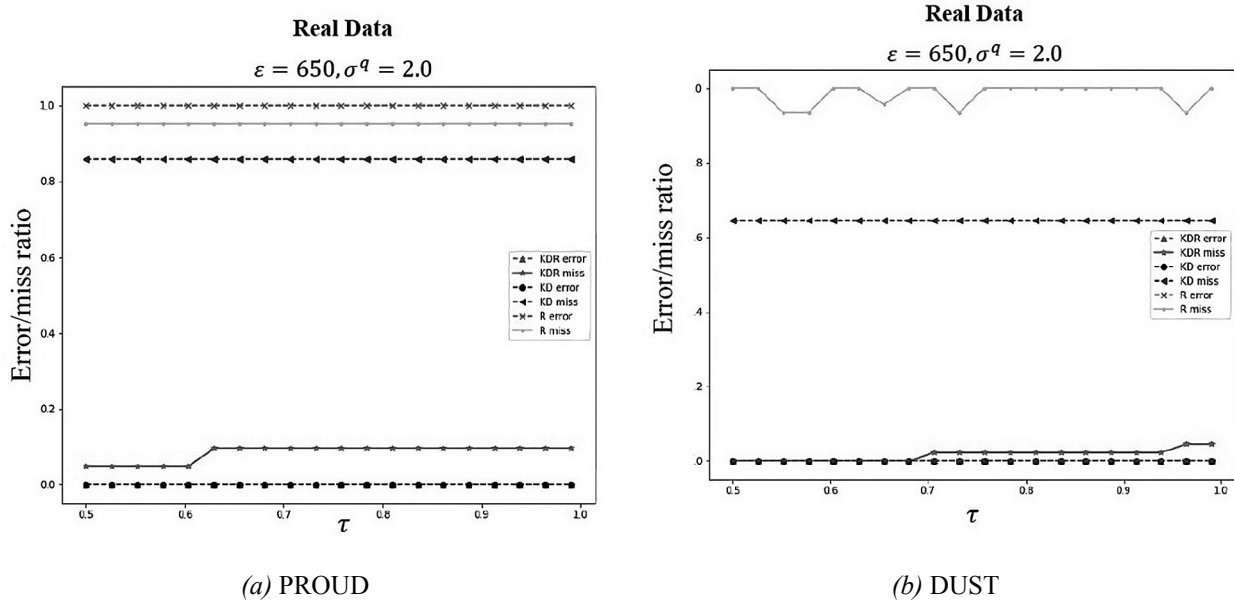 Real Data
ε = 650, σ^q = 2.0
1.0
0.8
0.6
0.4
0.2
0.0
Error/miss ratio
KDR error
KDR miss
KD error
KD miss
R error
R miss
0.5 0.6 0.7 0.8 0.9 1.0
τ
(a) PROUD
Real Data
ε = 650, σ^q = 2.0
0
8
.6
.4
.2
.0
Error/miss ratio
KDR error
KDR miss
KD error
KD miss
R error
R miss
0.5 0.6 0.7 0.8 0.9 1.0
τ
(b) DUST